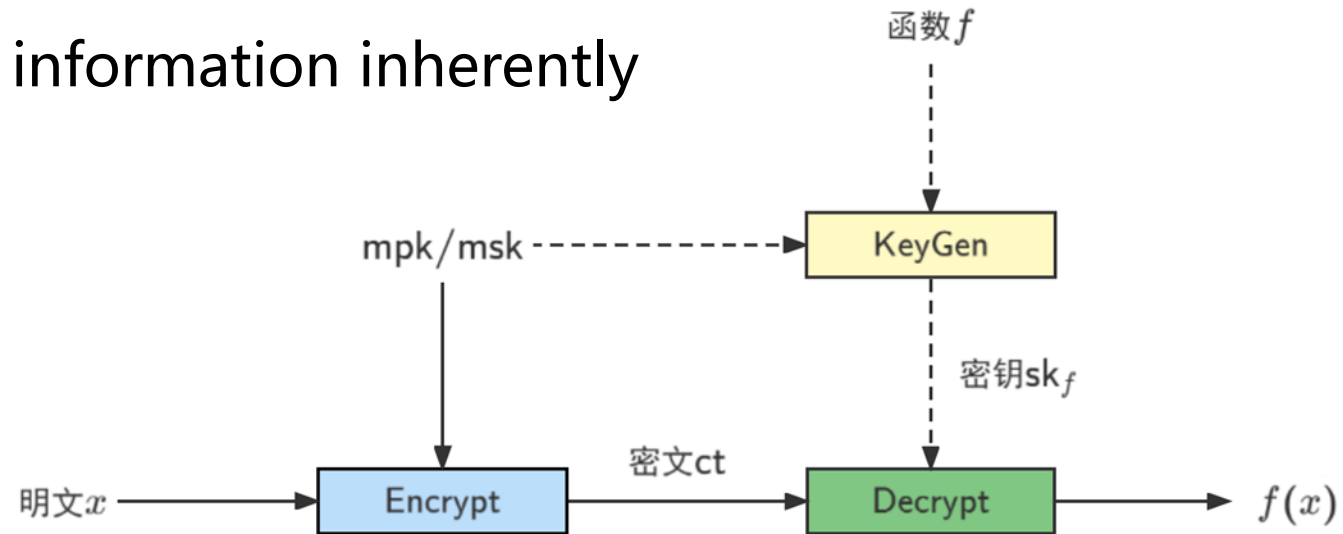 information inherently
函数f
mpk/msk
KeyGen
密钥sk_f
密文ct
明文x
Encrypt
Decrypt
f(x)